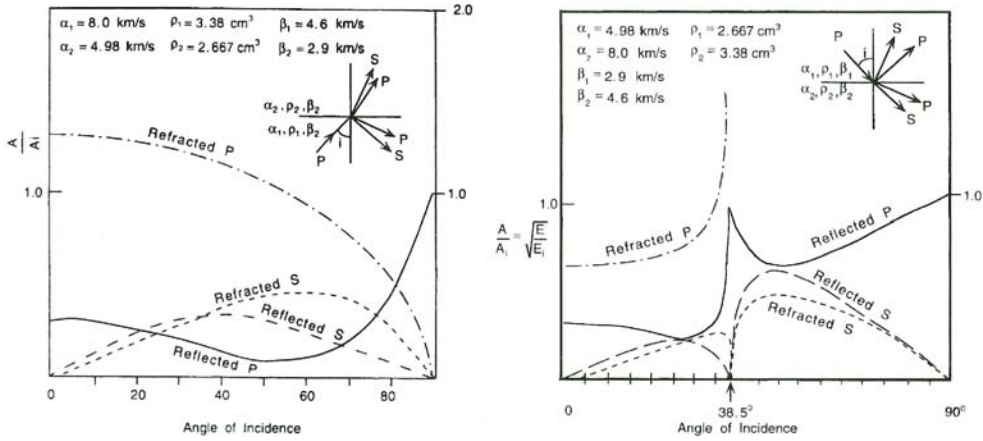 α₁ = 8.0 km/s ρ₁ = 3.38 cm³ β₁ = 4.6 km/s
α₂ = 4.98 km/s ρ₂ = 2.667 cm³ β₂ = 2.9 km/s
S
P
α₂, ρ₂, β₂
α₁, ρ₁, β₂
i
P
P
S
2.0
A
Ai
1.0
1.0
Refracted P
Refracted S
Reflected S
Reflected P
0 20 40 60 80
Angle of Incidence
α₁ = 4.98 km/s ρ₁ = 2.667 cm³
α₂ = 8.0 km/s ρ₂ = 3.38 cm³
β₁ = 2.9 km/s
β₂ = 4.6 km/s
P
i
S
P
α₁, ρ₁, β₁
α₂, ρ₂, β₂
P
S
1.0
A/Aᵢ = √E/Eᵢ
1.0
Refracted P
Reflected P
Reflected S
Refracted S
0 38.5⁰ 90⁰
Angle of Incidence